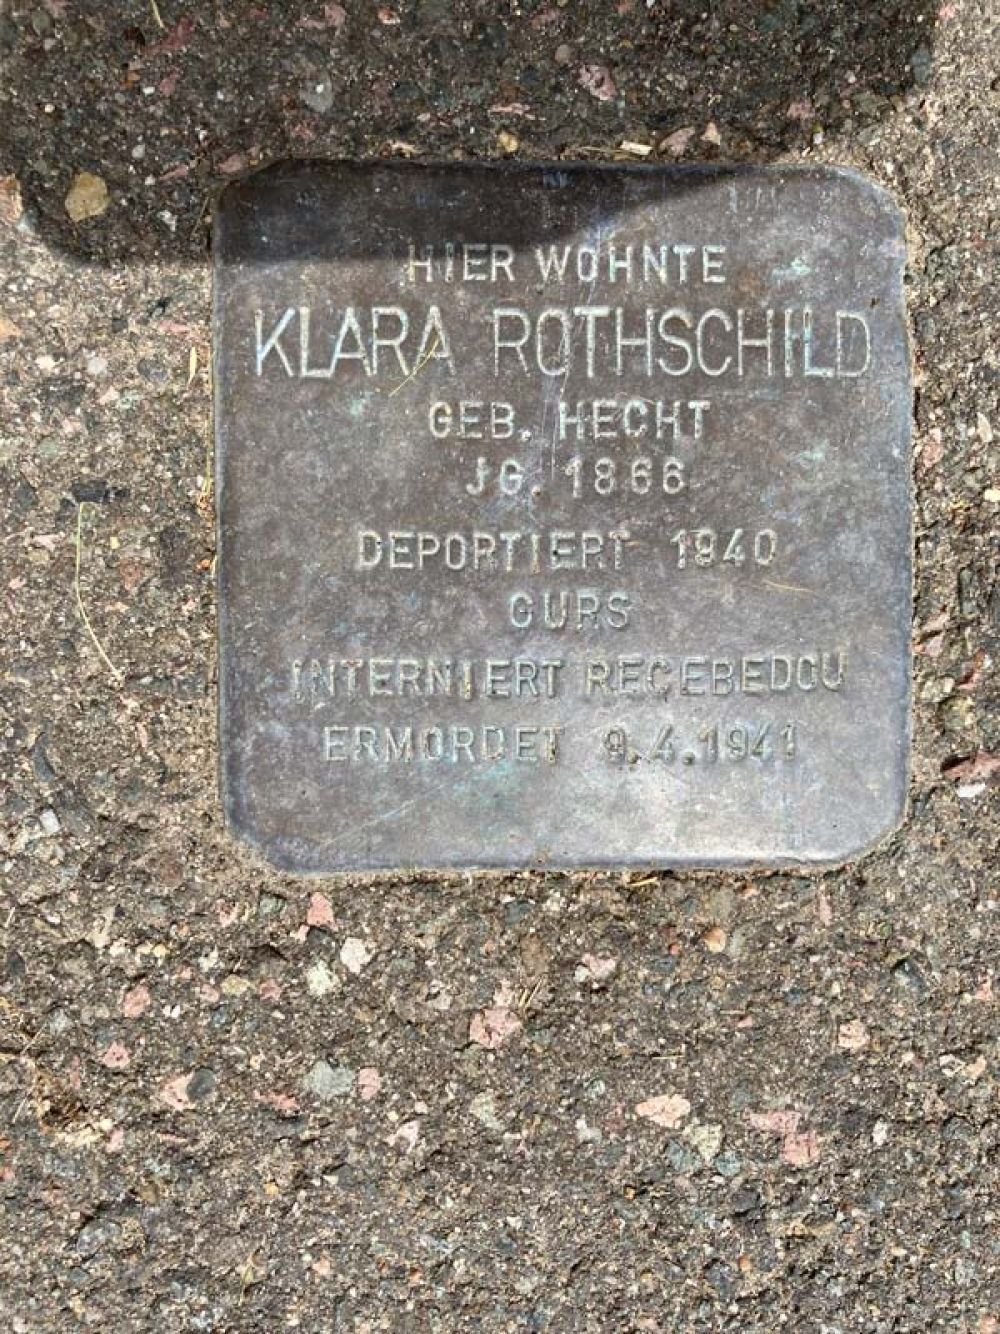 HIER WOHNTE
KLARA ROTHSCHILD
GEB. HECHT
JG. 1866
DEPORTIERT 1940
GURS
INTERNIERT RECEBEDOU
ERMORDET 9.4.1941